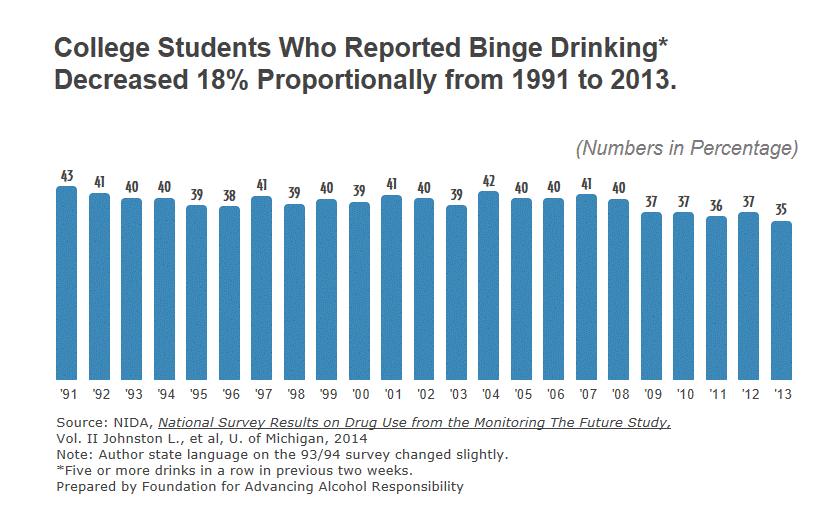 College Students Who Reported Binge Drinking*
Decreased 18% Proportionally from 1991 to 2013.
(Numbers in Percentage)
43 41 40 40 39 38 41 39 40 39 41 40 39 42 40 40 41 40 37 37 36 37 35
'91 '92 '93 '94 '95 '96 '97 '98 '99 '00 '01 '02 '03 '04 '05 '06 '07 '08 '09 '10 '11 '12 '13
Source: NIDA, National Survey Results on Drug Use from the Monitoring The Future Study,
Vol. II Johnston L., et al, U. of Michigan, 2014
Note: Author state language on the 93/94 survey changed slightly.
*Five or more drinks in a row in previous two weeks.
Prepared by Foundation for Advancing Alcohol Responsibility